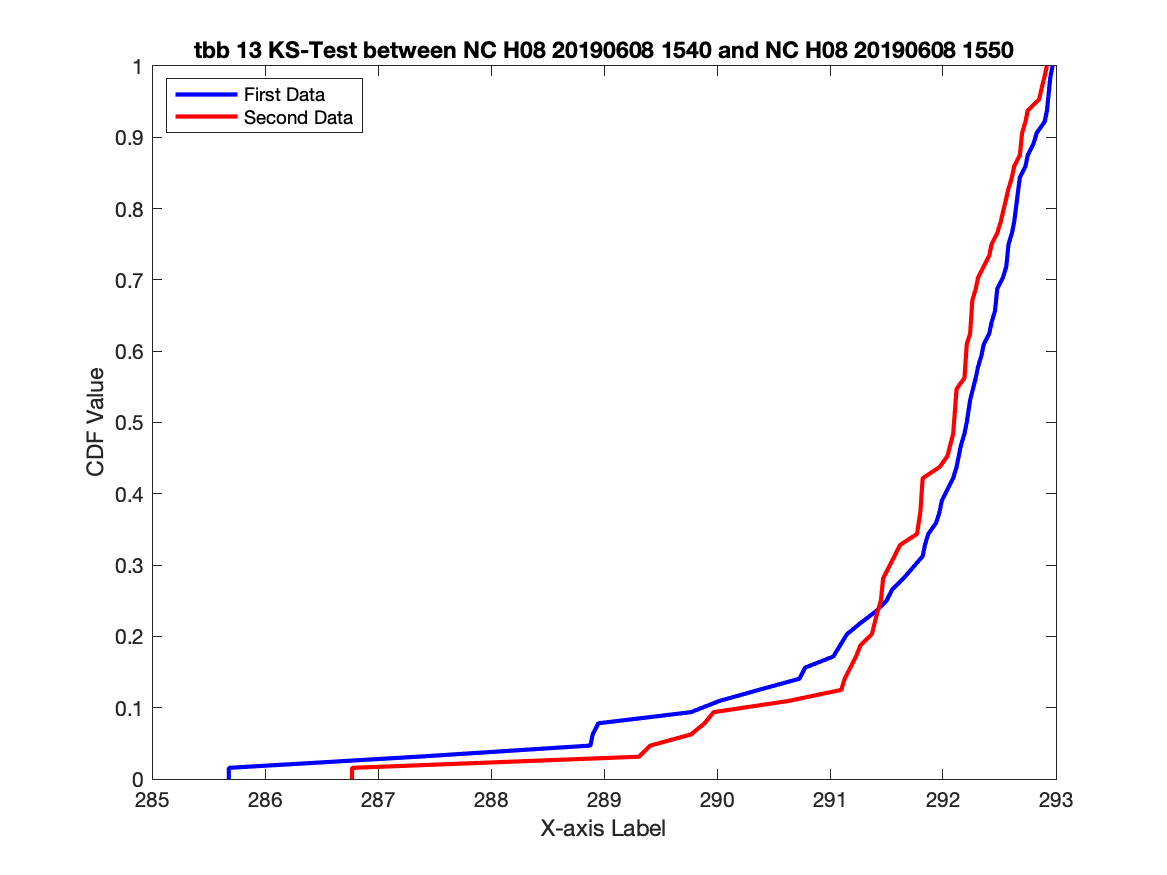 tbb 13 KS-Test between NC H08 20190608 1540 and NC H08 20190608 1550
First Data
Second Data
CDF Value
1
0.9
0.8
0.7
0.6
0.5
0.4
0.3
0.2
0.1
0
285 286 287 288 289 290 291 292 293
X-axis Label